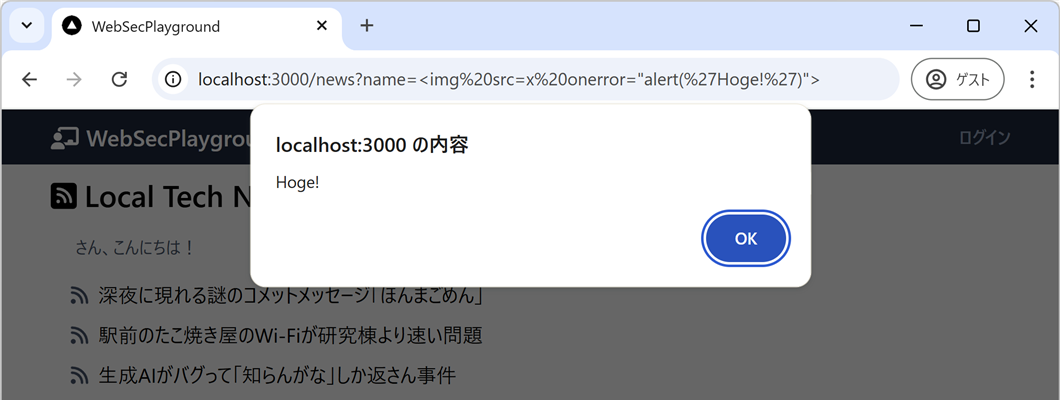 WebSecPlayground
localhost:3000/news?name=<img%20src=x%20onerror="alert(%27Hoge!%27)">
ゲスト
WebSecPlaygrou
ログイン
localhost:3000 の内容
Hoge!
OK
Local Tech N
さん、こんにちは！
深夜に現れる謎のコメットメッセージ「ほんまごめん」
駅前のたこ焼き屋のWi-Fiが研究棟より速い問題
生成AIがバグって「知らんがな」しか返さん事件